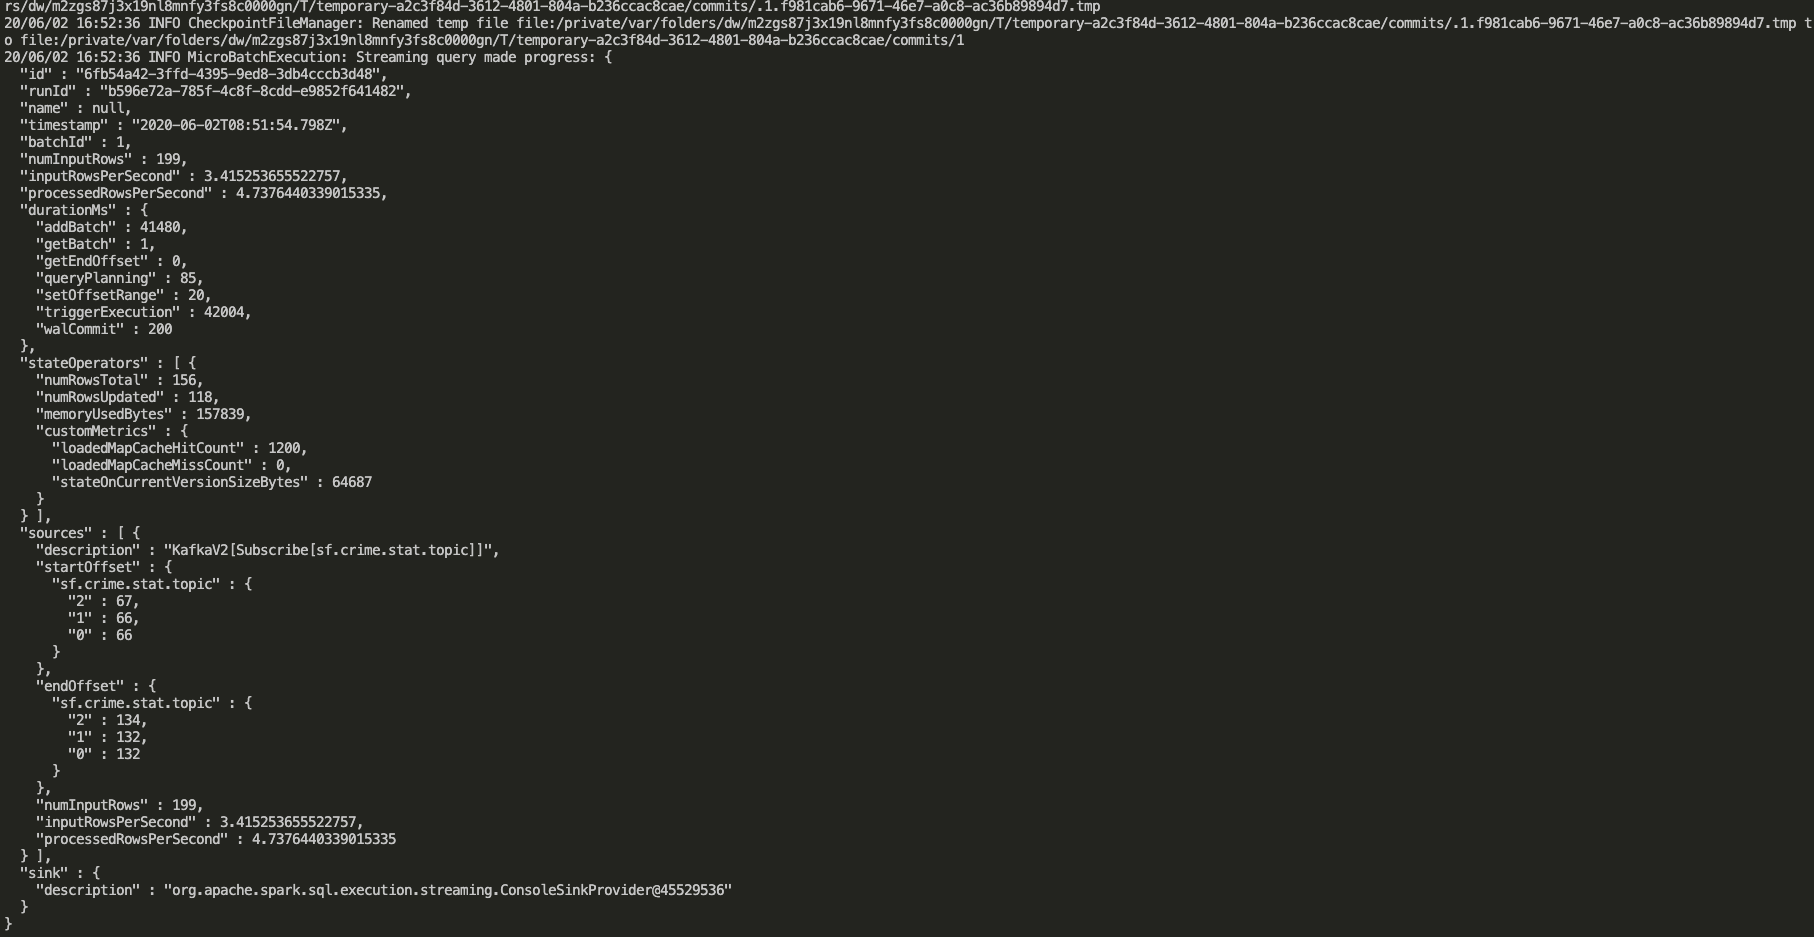 rs/dw/m2zgs87j3x19nl8mnfy3fs8c0000gn/T/temporary-a2c3f84d-3612-4801-804a-b236ccac8cae/commits/.1.f981cab6-9671-46e7-a0c8-ac36b89894d7.tmp
20/06/02 16:52:36 INFO CheckpointFileManager: Renamed temp file file:/private/var/folders/dw/m2zgs87j3x19nl8mnfy3fs8c0000gn/T/temporary-a2c3f84d-3612-4801-804a-b236ccac8cae/commits/.1.f981cab6-9671-46e7-a0c8-ac36b89894d7.tmp t
o file:/private/var/folders/dw/m2zgs87j3x19nl8mnfy3fs8c0000gn/T/temporary-a2c3f84d-3612-4801-804a-b236ccac8cae/commits/1
20/06/02 16:52:36 INFO MicroBatchExecution: Streaming query made progress: {
  "id" : "6fb54a42-3ffd-4395-9ed8-3db4cccb3d48",
  "runId" : "b596e72a-785f-4c8f-8cdd-e9852f641482",
  "name" : null,
  "timestamp" : "2020-06-02T08:51:54.798Z",
  "batchId" : 1,
  "numInputRows" : 199,
  "inputRowsPerSecond" : 3.415253655522757,
  "processedRowsPerSecond" : 4.7376440339015335,
  "durationMs" : {
    "addBatch" : 41480,
    "getBatch" : 1,
    "getEndOffset" : 0,
    "queryPlanning" : 85,
    "setOffsetRange" : 20,
    "triggerExecution" : 42004,
    "walCommit" : 200
  },
  "stateOperators" : [ {
    "numRowsTotal" : 156,
    "numRowsUpdated" : 118,
    "memoryUsedBytes" : 157839,
    "customMetrics" : {
      "loadedMapCacheHitCount" : 1200,
      "loadedMapCacheMissCount" : 0,
      "stateOnCurrentVersionSizeBytes" : 64687
    }
  } ],
  "sources" : [ {
    "description" : "KafkaV2[Subscribe[sf.crime.stat.topic]]",
    "startOffset" : {
      "sf.crime.stat.topic" : {
        "2" : 67,
        "1" : 66,
        "0" : 66
      }
    },
    "endOffset" : {
      "sf.crime.stat.topic" : {
        "2" : 134,
        "1" : 132,
        "0" : 132
      }
    },
    "numInputRows" : 199,
    "inputRowsPerSecond" : 3.415253655522757,
    "processedRowsPerSecond" : 4.7376440339015335
  } ],
  "sink" : {
    "description" : "org.apache.spark.sql.execution.streaming.ConsoleSinkProvider@45529536"
  }
}